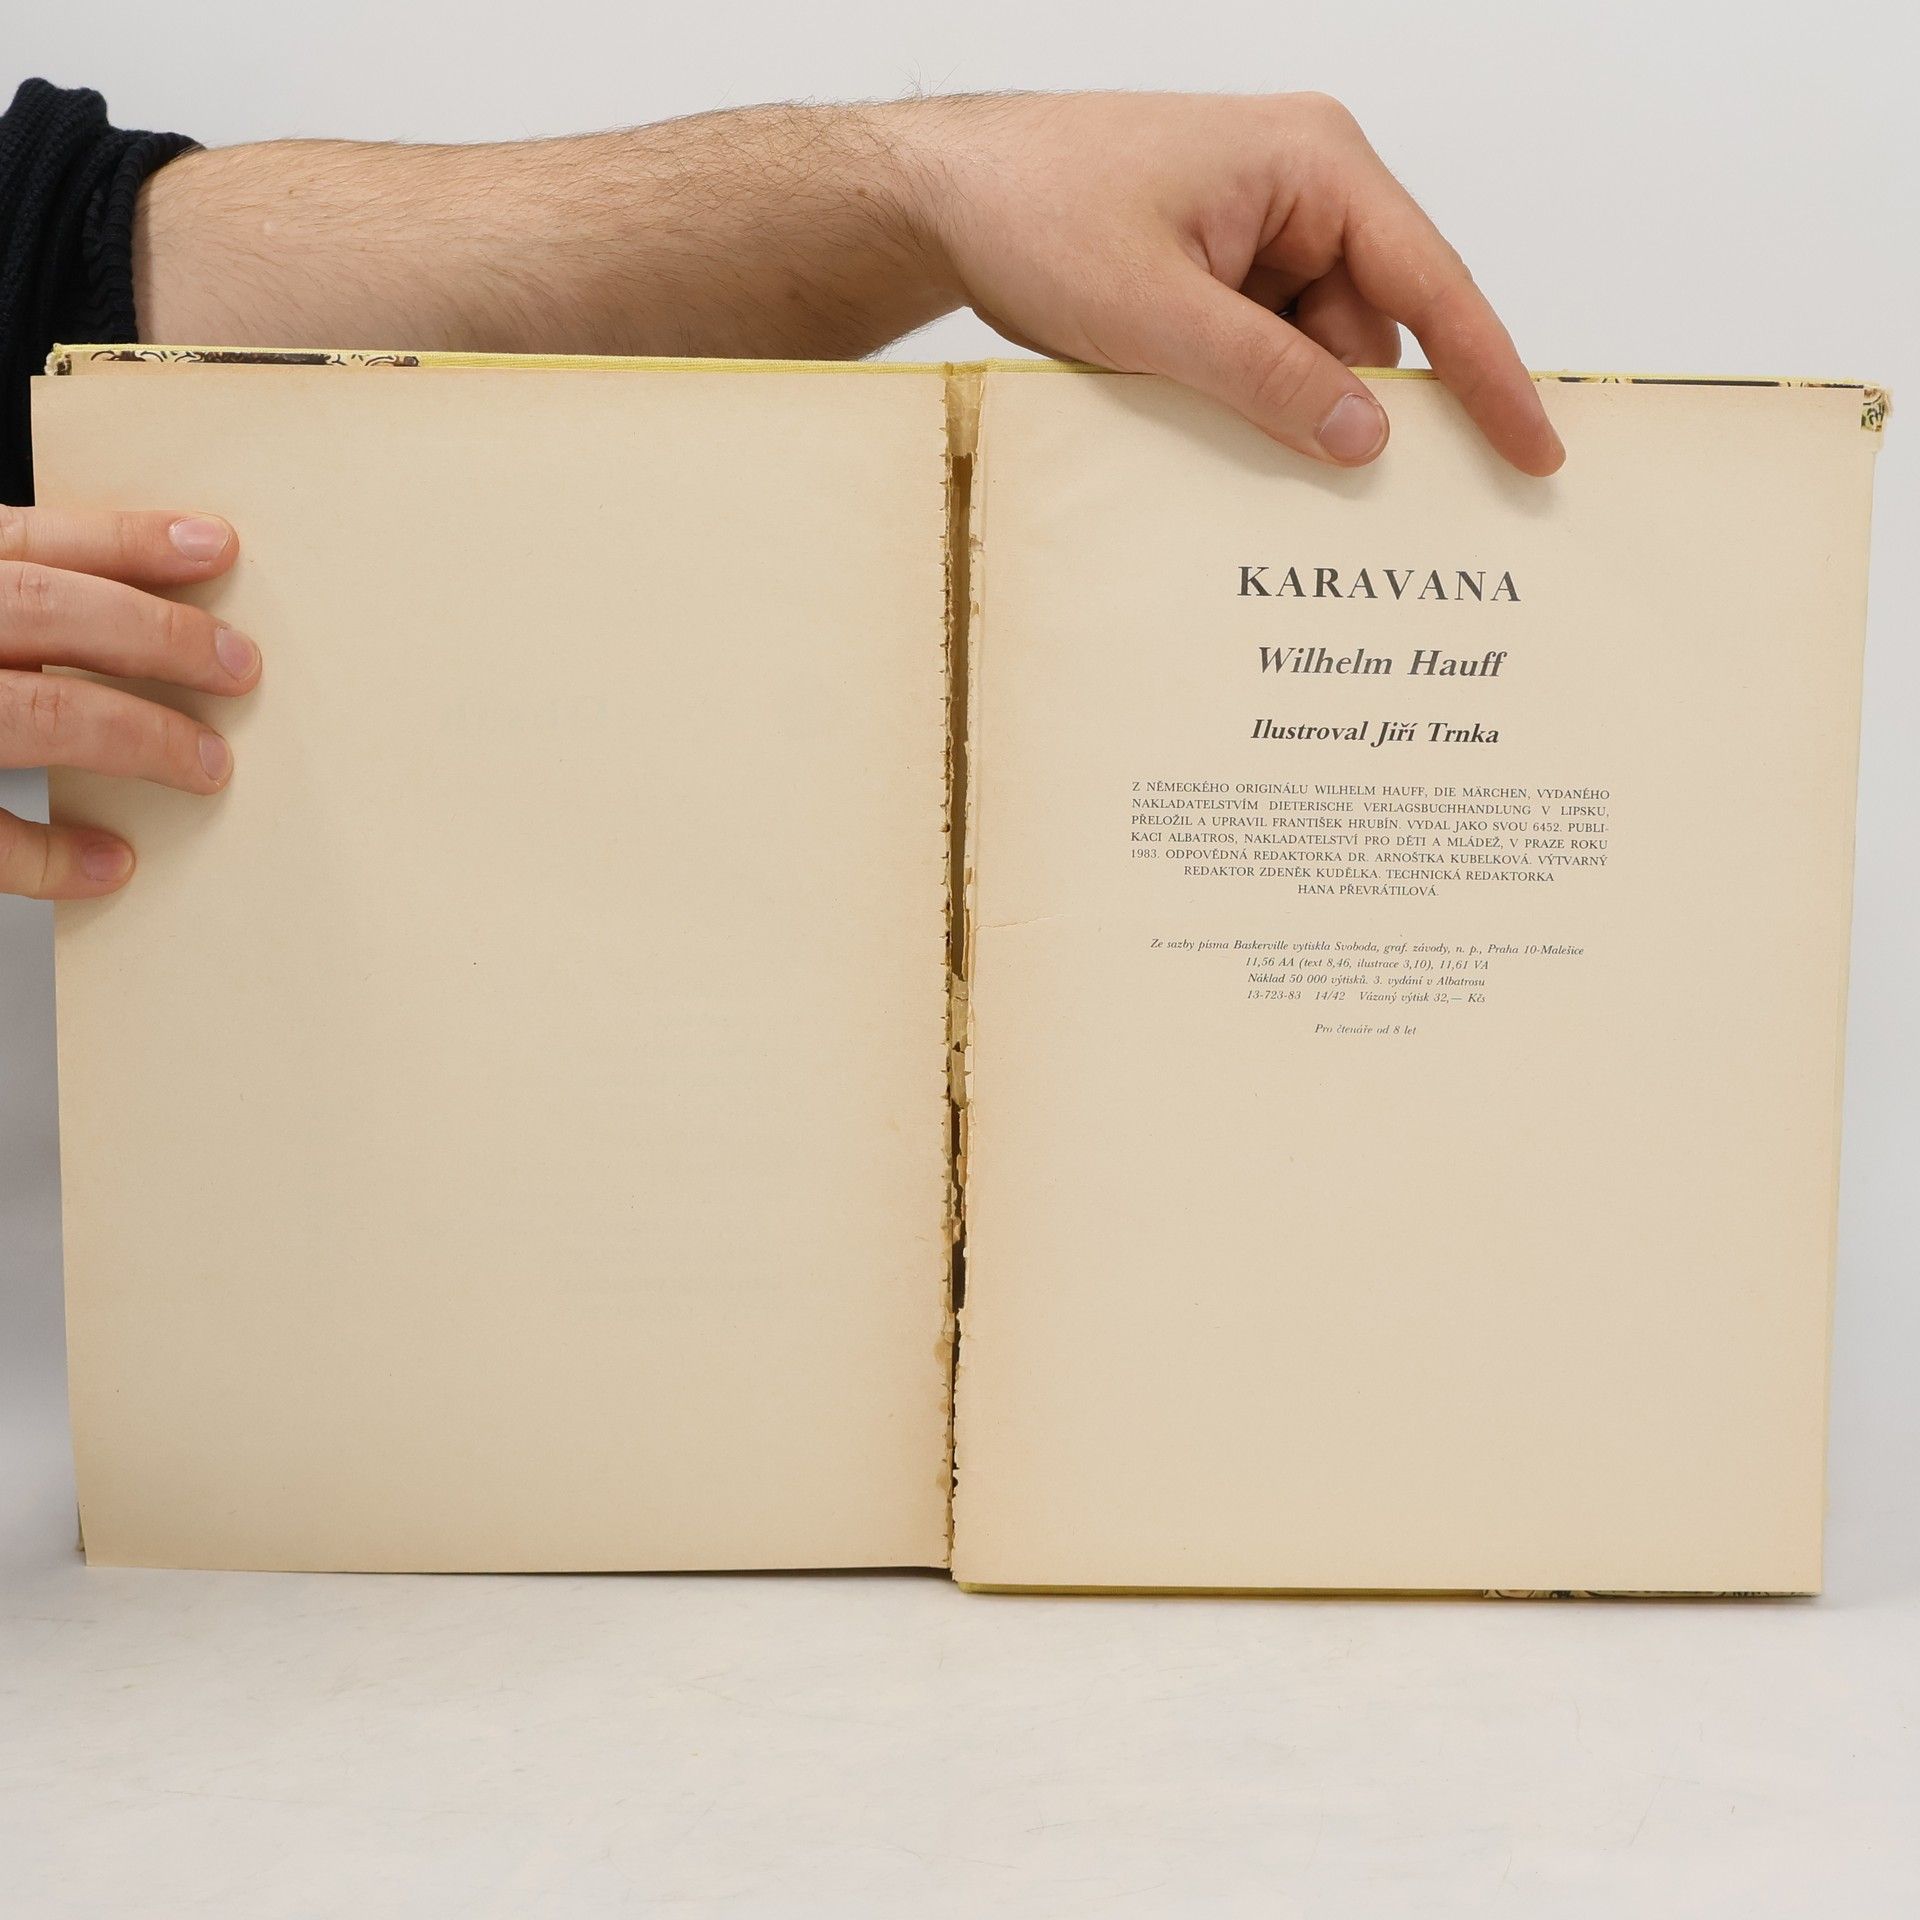 KARAVANA
Wilhelm Hauff
Ilustroval Jiří Trnka
Z NĚMECKÉHO ORIGINÁLU WILHELM HAUFF, DIE MÄRCHEN, VYDANÉHO
NAKLADATELSTVÍM DIETERISCHE VERLAGSBUCHHANDLUNG V LIPSKU,
PŘELOŽIL A UPRAVIL FRANTIŠEK HRUBÍN. VYDAL JAKO SVOU 6452. PUBLI-
KACI ALBATROS, NAKLADATELSTVÍ PRO DĚTI A MLÁDEŽ, V PRAZE ROKU
1983. ODPOVĚDNÁ REDAKTORKA DR. ARNOŠTKA KUBELKOVÁ. VÝTVARNÝ
REDAKTOR ZDENĚK KUDĚLKA. TECHNICKÁ REDAKTORKA
HANA PŘEVRÁTILOVÁ.
Ze sazby písma Baskerville vytiskla Svoboda, graf. závody, n. p., Praha 10-Malešice
11,56 AA (text 8,46, ilustrace 3,10), 11,61 VA
Náklad 50 000 výtisků. 3. vydání v Albatrosu
13-723-83 14/42 Vázaný výtisk 32,— Kčs
Pro čtenáře od 8 let